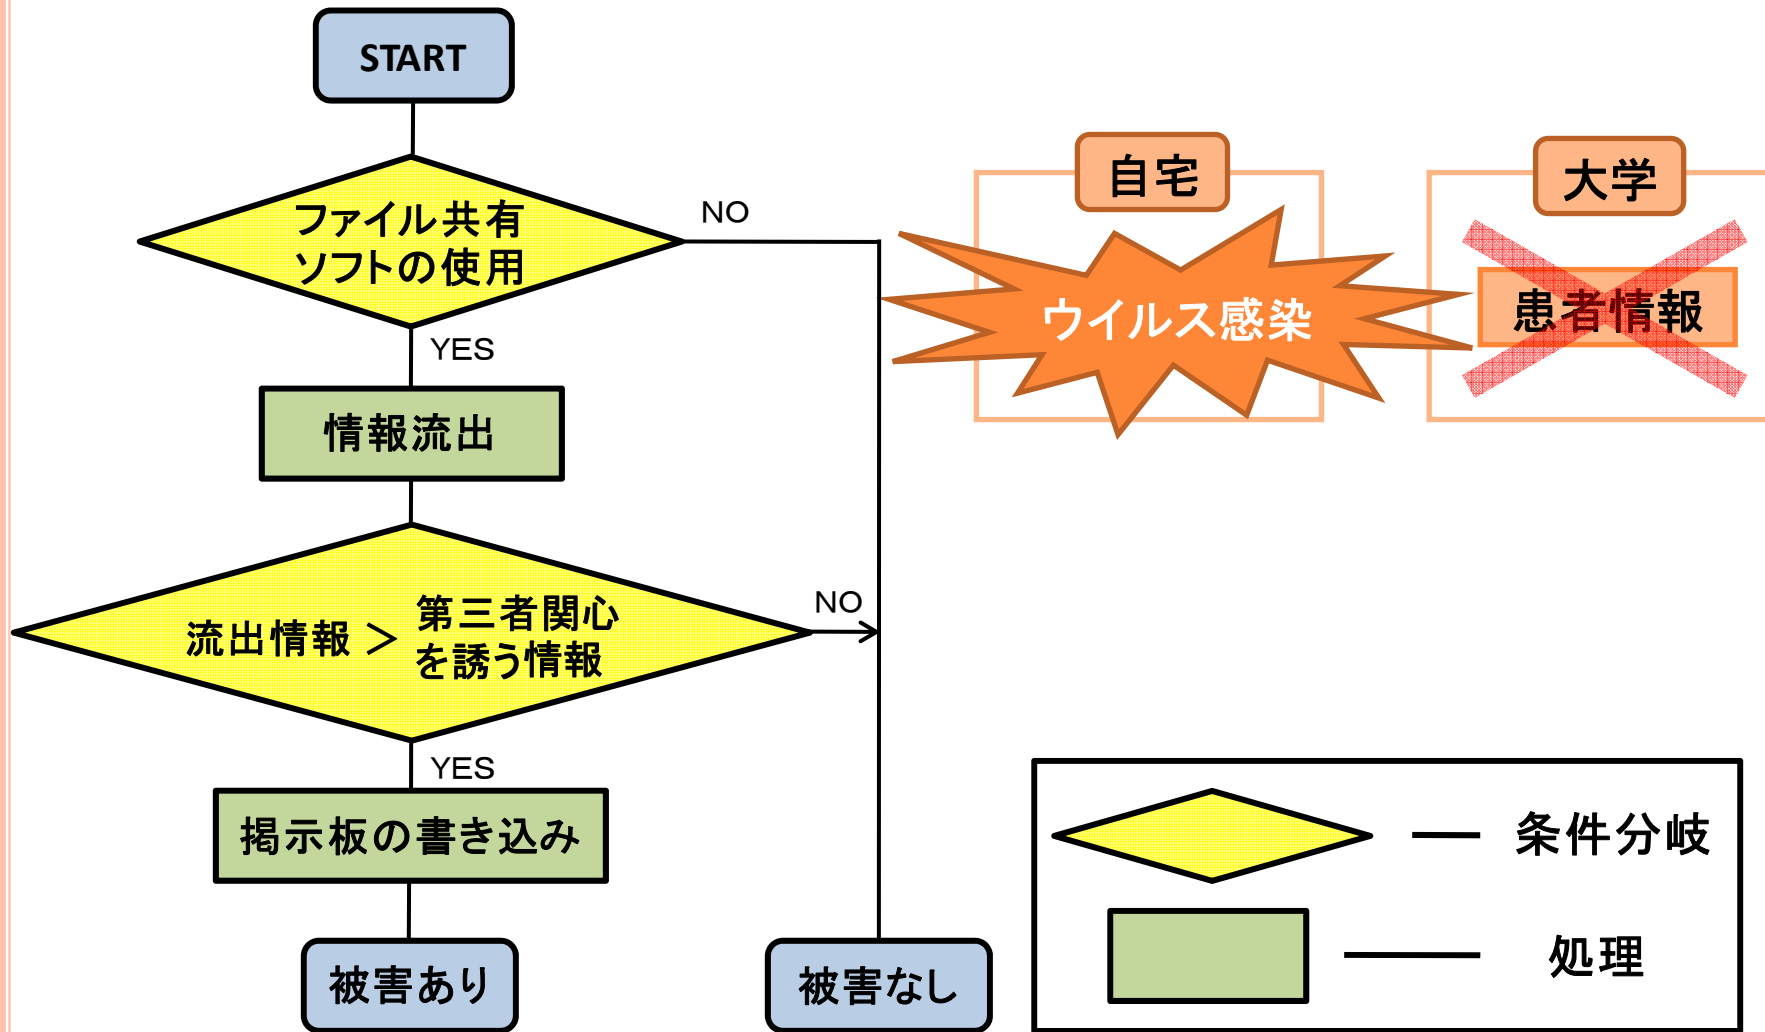 START
ファイル共有
ソフトの使用
NO
YES
情報流出
流出情報 > 第三者関心
を誘う情報
NO
YES
掲示板の書き込み
被害あり
被害なし
自宅
ウイルス感染
大学
患者情報
条件分岐
処理